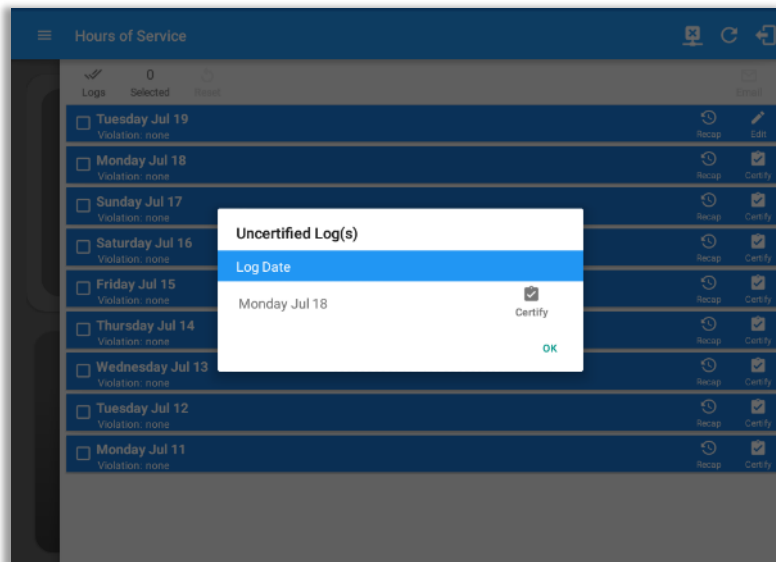 Hours of Service
0
Logs Selected Reset Email
Tuesday Jul 19
Violation: none
Recap Edit
Monday Jul 18
Violation: none
Recap Certify
Sunday Jul 17
Violation: none
Recap Certify
Saturday Jul 16
Violation: none
Recap Certify
Friday Jul 15
Violation: none
Recap Certify
Thursday Jul 14
Violation: none
Recap Certify
Wednesday Jul 13
Violation: none
Recap Certify
Tuesday Jul 12
Violation: none
Recap Certify
Monday Jul 11
Violation: none
Recap Certify
Uncertified Log(s)
Log Date
Monday Jul 18
Certify
OK